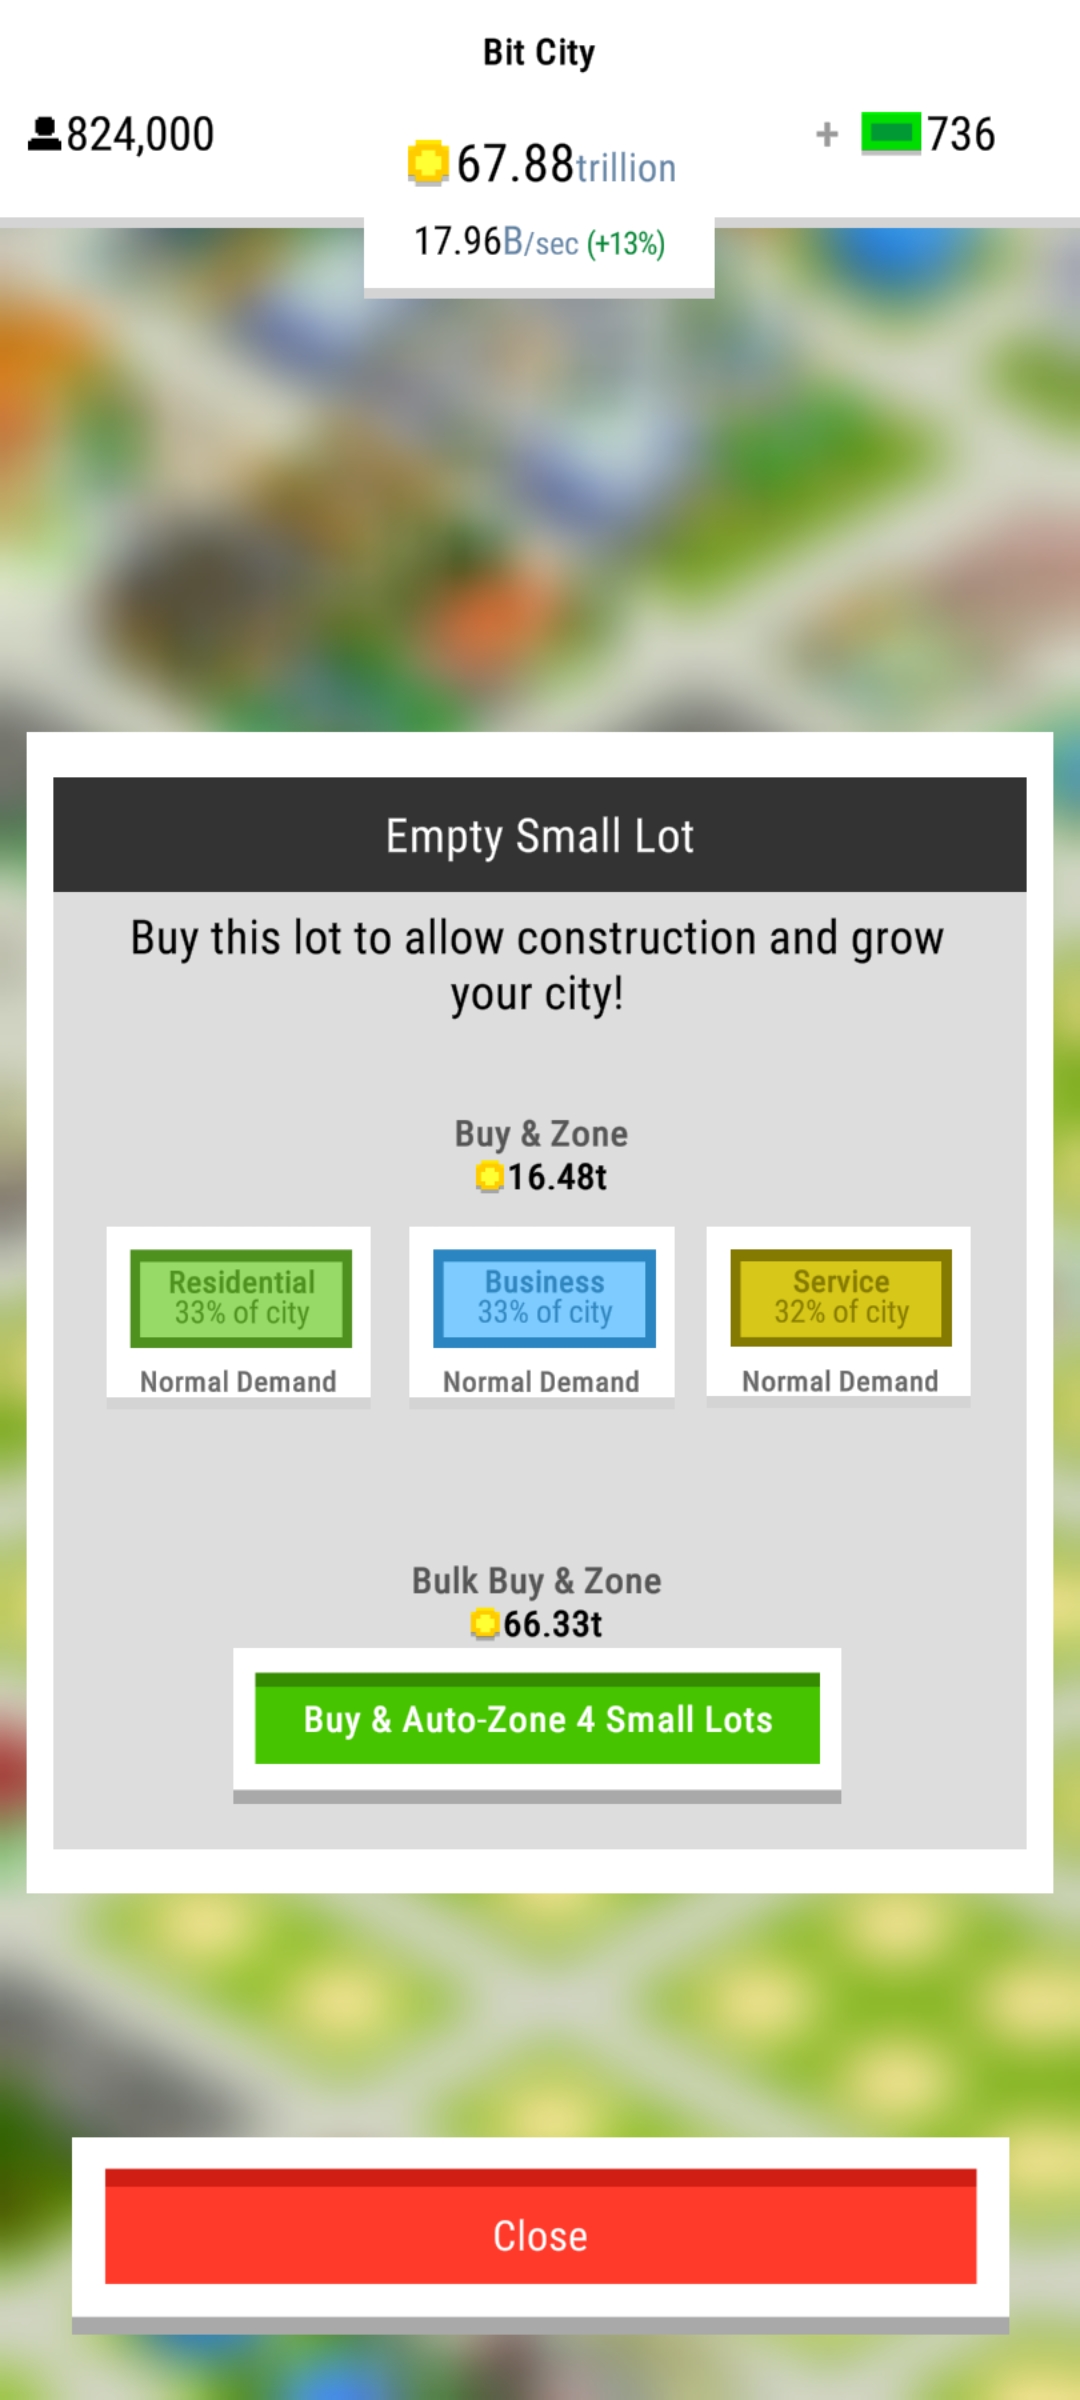 Bit City
824,000
67.88trillion
+ 736
17.96B/sec (+13%)
Empty Small Lot
Buy this lot to allow construction and grow
your city!
Buy & Zone
16.48t
Residential
33% of city
Normal Demand
Business
33% of city
Normal Demand
Service
32% of city
Normal Demand
Bulk Buy & Zone
66.33t
Buy & Auto-Zone 4 Small Lots
Close